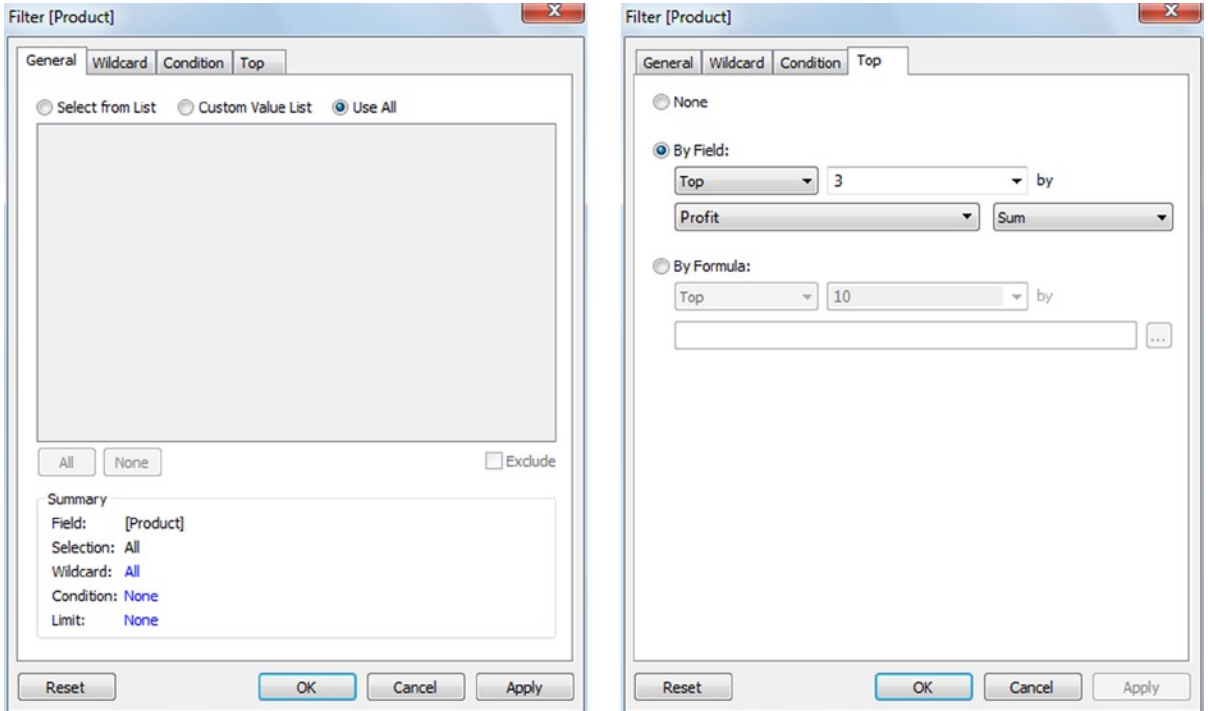 Filter [Product]
General Wildcard Condition Top
Select from List Custom Value List Use All
All None Exclude
Summary
Field: [Product]
Selection: All
Wildcard: All
Condition: None
Limit: None
Reset OK Cancel Apply
Filter [Product]
General Wildcard Condition Top
None
By Field:
Top 3 by
Profit Sum
By Formula:
Top 10 by
...
Reset OK Cancel Apply